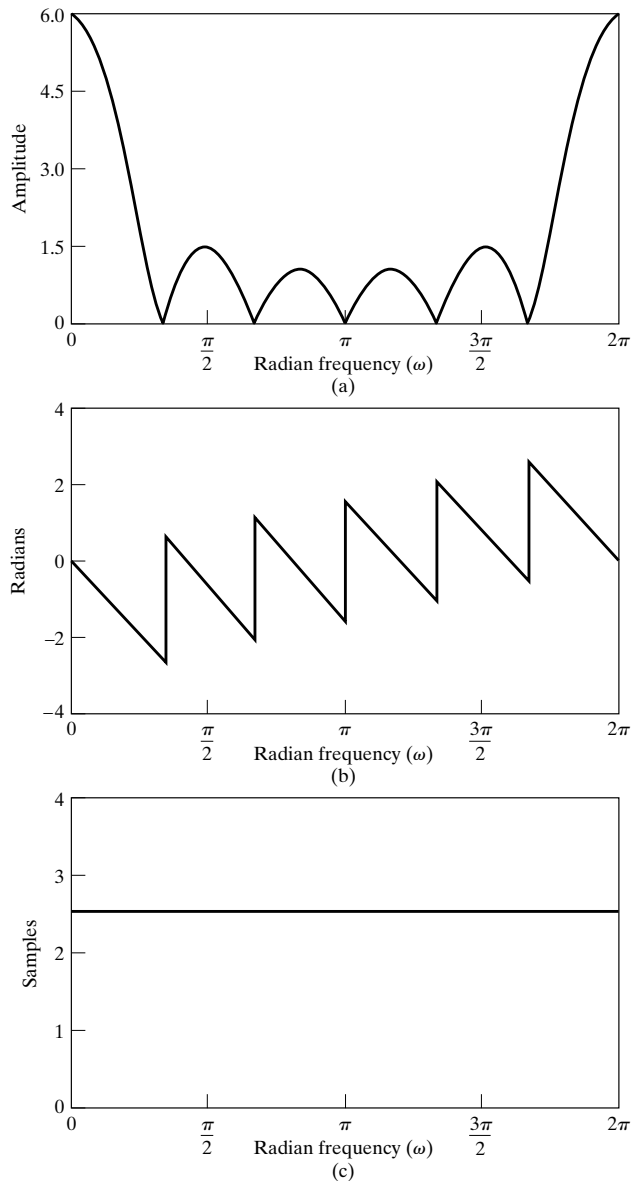 6.0
4.5
3.0
1.5
0
Amplitude
0
π/2
π
3π/2
2π
Radian frequency (ω)
(a)
4
2
0
−2
−4
Radians
0
π/2
π
3π/2
2π
Radian frequency (ω)
(b)
4
3
2
1
0
Samples
0
π/2
π
3π/2
2π
Radian frequency (ω)
(c)